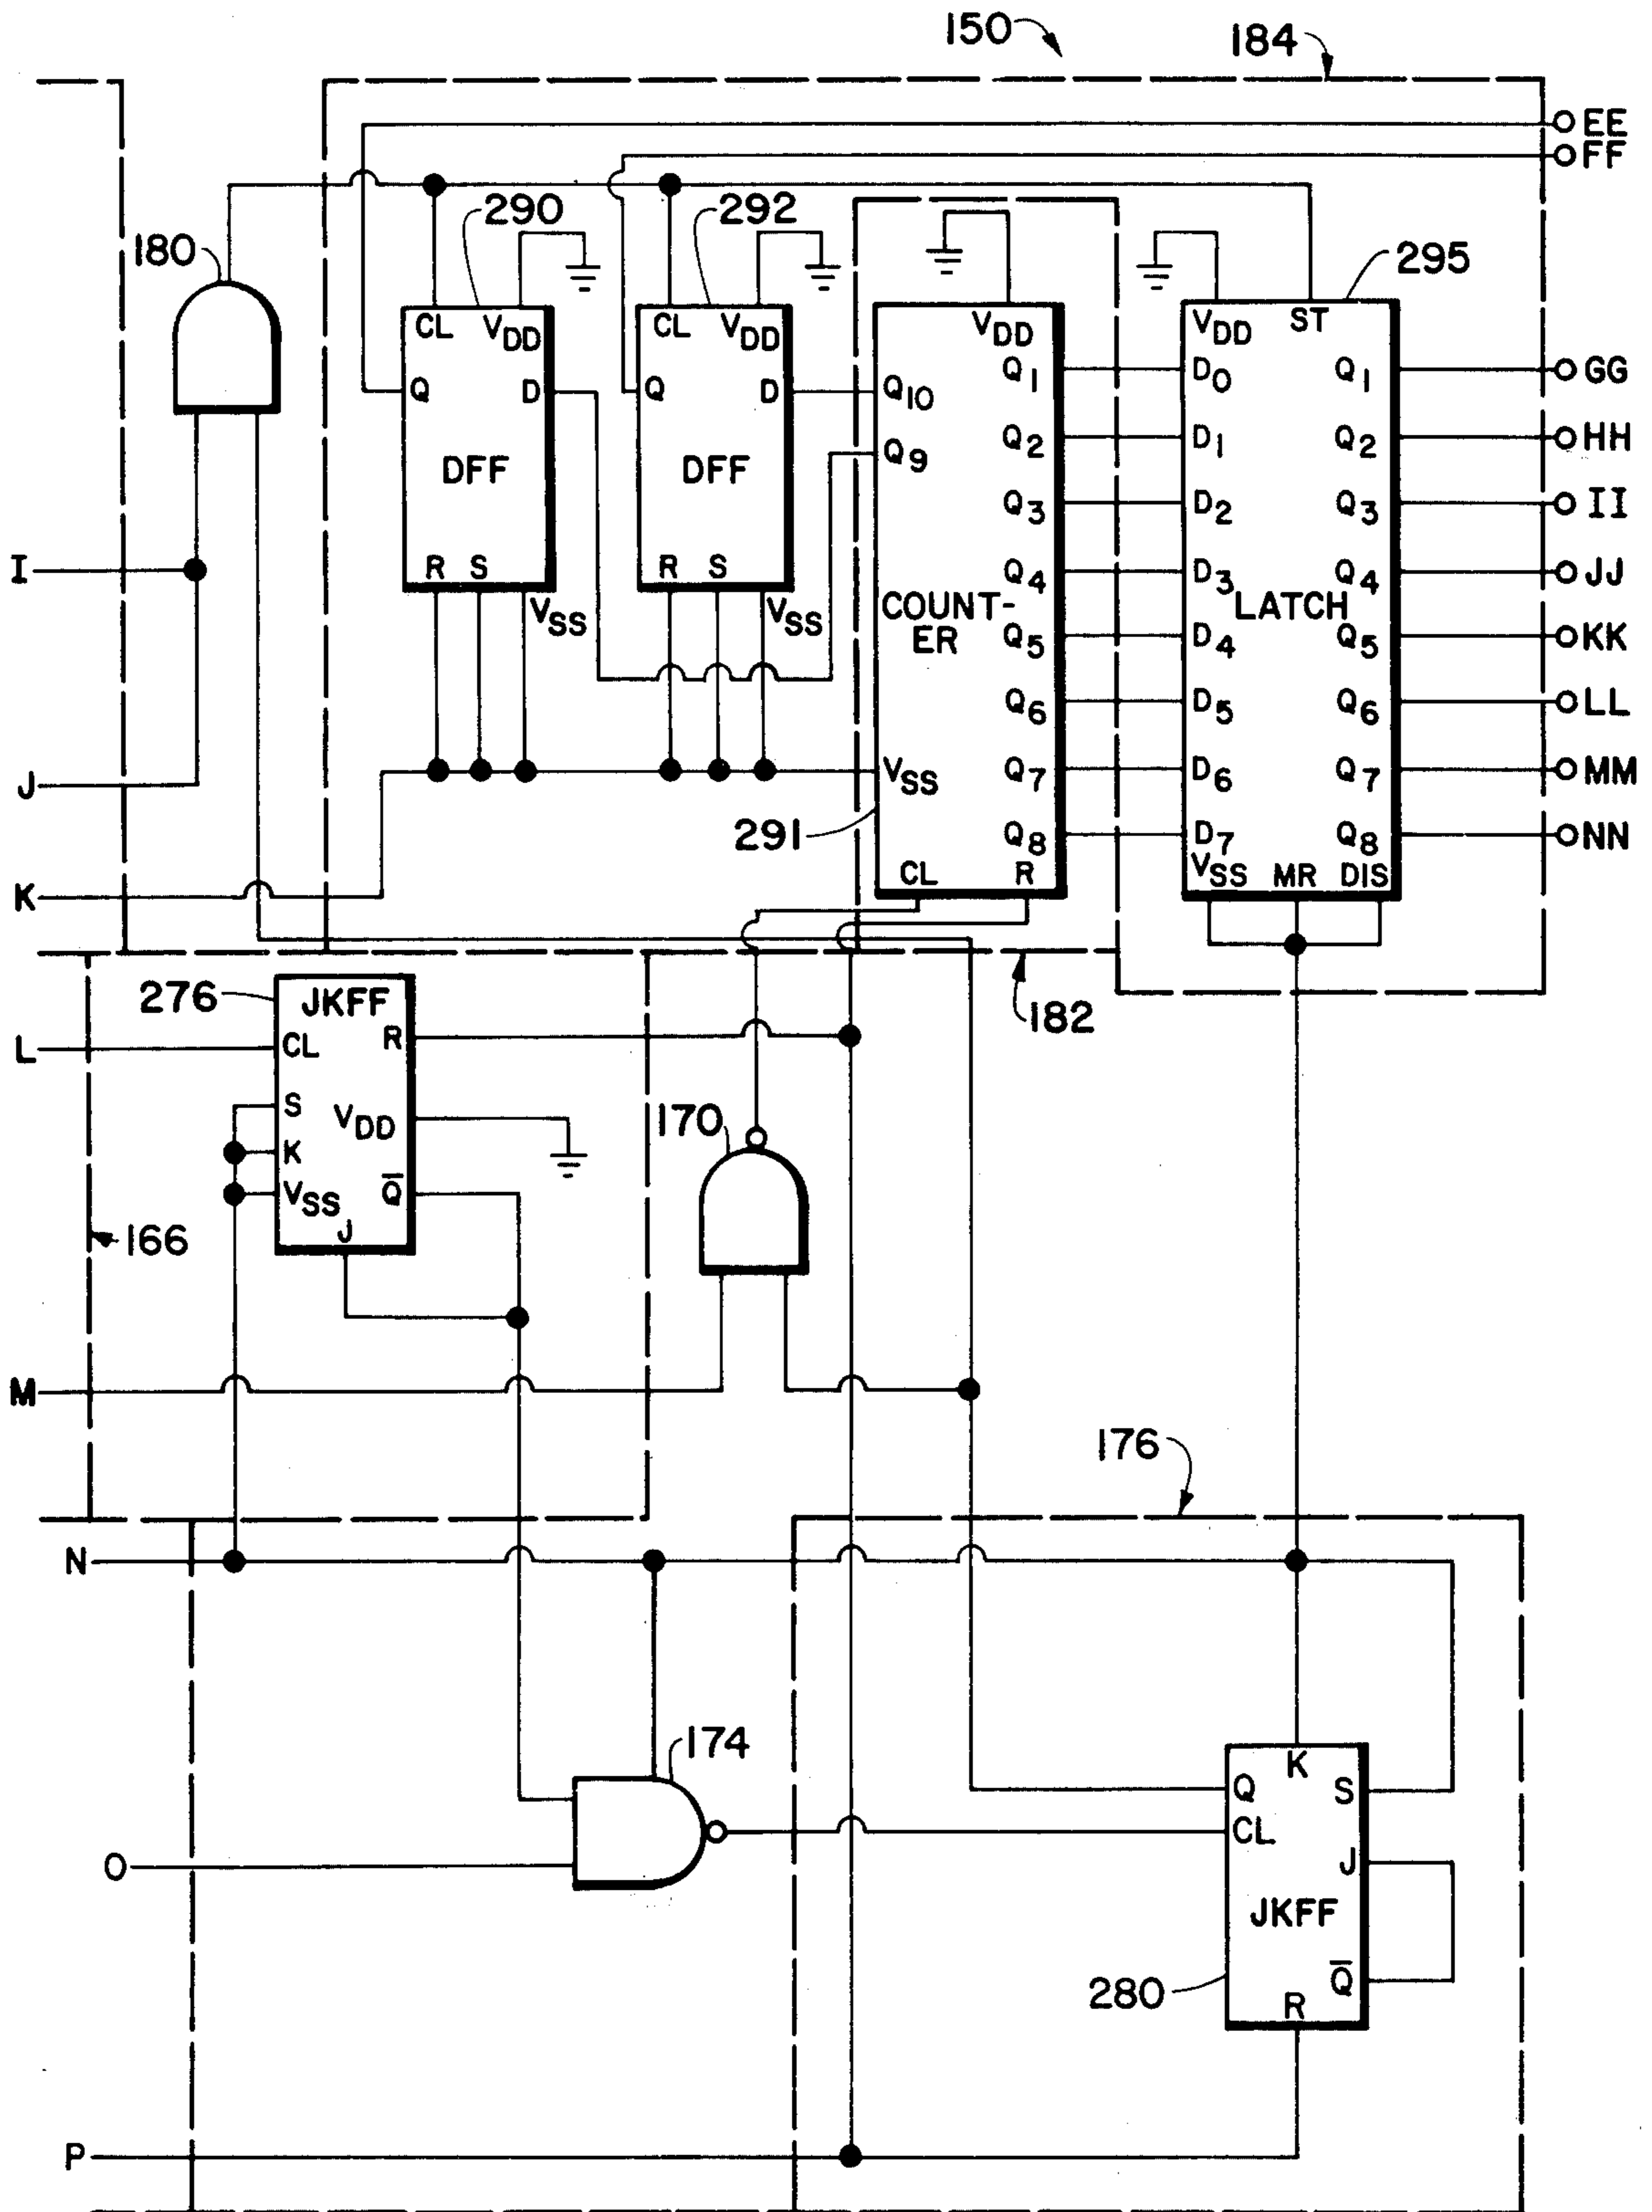 150
184
EE
FF
290
292
180
295
CL VDD
CL VDD
VDD
VDD ST
Q D
Q D
Q10
Q1
D0 Q1
GG
Q9
Q2
D1 Q2
HH
DFF
DFF
Q3
D2 Q3
II
I
R S
R S
Q4
D3 Q4
JJ
VSS
VSS
COUNT-
ER
LATCH
Q5
D4 Q5
KK
Q6
D5 Q6
LL
J
VSS
Q7
D6 Q7
MM
291
Q8
D7 Q8
NN
K
CL R
VSS MR DIS
276
JKFF
182
L
CL R
S
VDD
170
K
VSS Q̅
J
166
M
176
N
174
K
Q S
CL
O
J
JKFF
280
Q̅
R
P